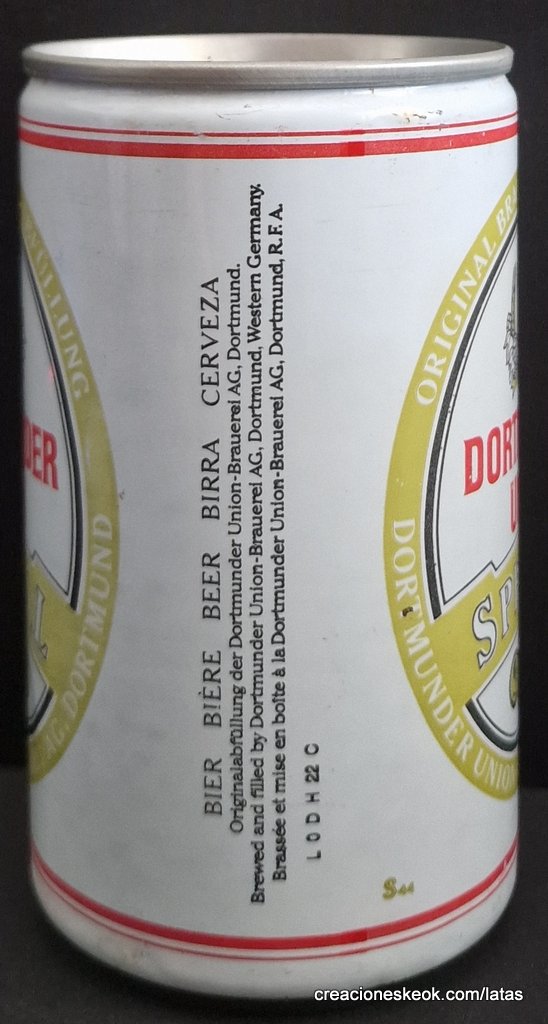 BIER BIÈRE BEER BIRRA CERVEZA
Originalabfüllung der Dortmunder Union-Brauerei AG, Dortmund.
Brewed and filled by Dortmunder Union-Brauerei AG, Dortmund, Western Germany.
Brassée et mise en boîte à la Dortmunder Union-Brauerei AG, Dortmund, R.F.A.
L O D H 22 C
AG, DORTMUND
DER
L
ORIGINAL BRA
DORT
U
SP
DORTMUNDER UNION
creacioneskeok.com/latas